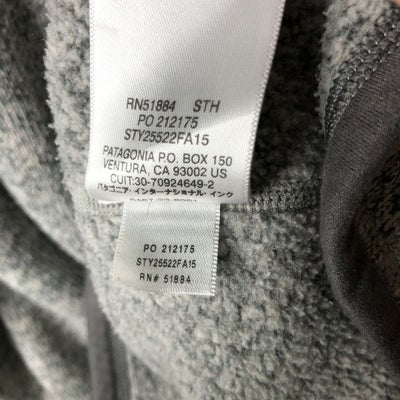 RN51884 STH
PO 212175
STY25522FA15
PATAGONIA P.O. BOX 150
VENTURA, CA 93002 US
CUIT:30-70924649-2
パタゴニア・インターナショナル・インク
PO 212175
STY25522FA15
RN# 51884